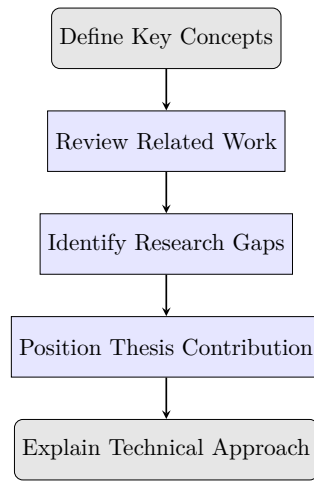 Define Key Concepts
Review Related Work
Identify Research Gaps
Position Thesis Contribution
Explain Technical Approach